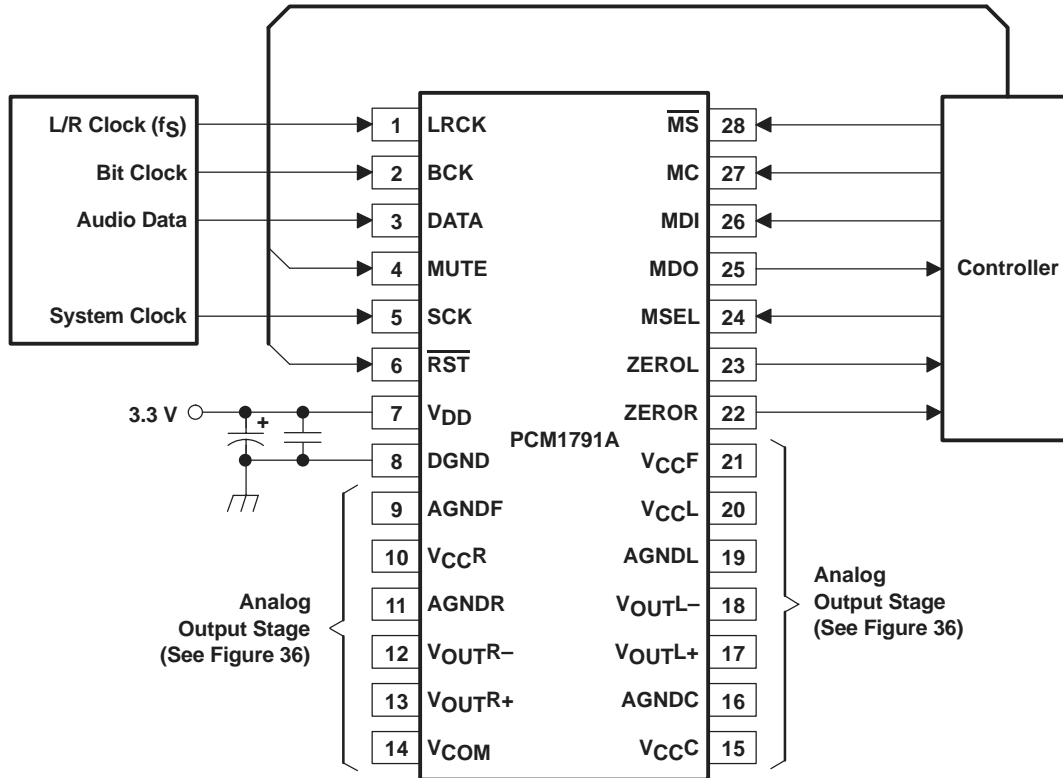 L/R Clock (fS)
1
LRCK
M̅S̅
28
Bit Clock
2
BCK
MC
27
Audio Data
3
DATA
MDI
26
4
MUTE
MDO
25
Controller
System Clock
5
SCK
MSEL
24
6
R̅S̅T̅
ZEROL
23
3.3 V
7
VDD
ZEROR
22
+
PCM1791A
8
DGND
VCCF
21
9
AGNDF
VCCL
20
10
VCCR
AGNDL
19
Analog
Output Stage
(See Figure 36)
11
AGNDR
VOUTL–
18
Analog
Output Stage
(See Figure 36)
12
VOUTR–
VOUTL+
17
13
VOUTR+
AGNDC
16
14
VCOM
VCCC
15